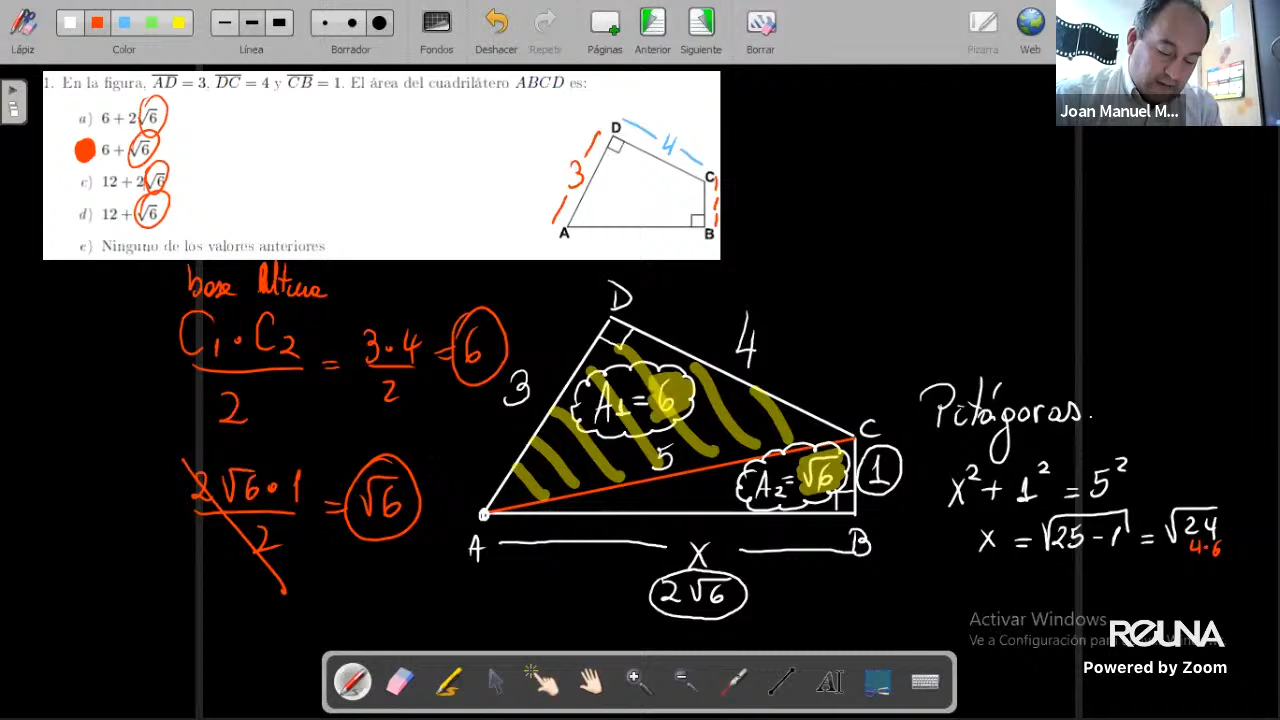 Lápiz
Color
Línea
Borrador
Fondos
Deshacer
Repetir
Páginas
Anterior
Siguiente
Borrar
Pizarra
Web
Joan Manuel M...
1. En la figura, AD = 3, DC = 4 y CB = 1. El área del cuadrilátero ABCD es:
a) 6 + 2√6
6 + √6
c) 12 + 2√6
d) 12 + √6
e) Ninguno de los valores anteriores
D
4
3
C
A
B
base Altura
C1 · C2 / 2 = 3·4 / 2 = 6
2√6 · 1 / 2 = √6
D
4
3
A1 = 6
C
5
A2 = √6
1
A
X
B
2√6
Pitágoras.
x² + 1² = 5²
x = √25 - 1 = √24
4·6
Activar Windows
Ve a Configuración par
REUNA
Powered by Zoom
AI